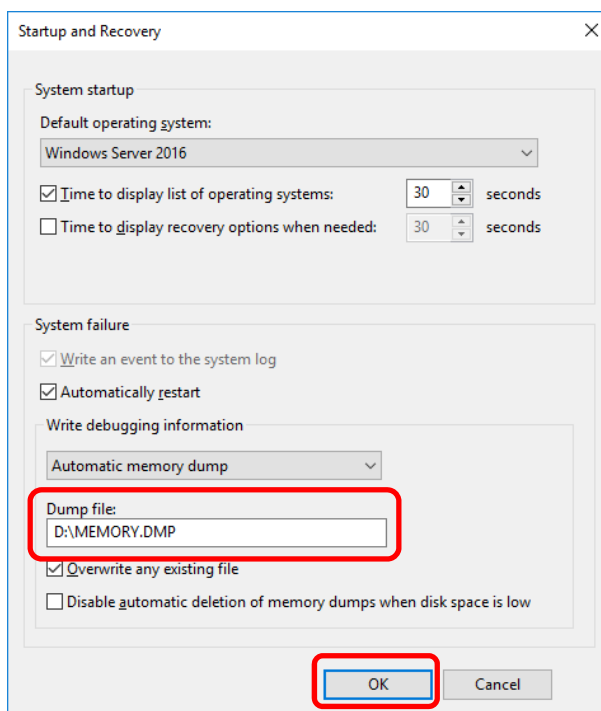 Startup and Recovery
System startup
Default operating system:
Windows Server 2016
Time to display list of operating systems: 30 seconds
Time to display recovery options when needed: 30 seconds
System failure
Write an event to the system log
Automatically restart
Write debugging information
Automatic memory dump
Dump file:
D:\MEMORY.DMP
Overwrite any existing file
Disable automatic deletion of memory dumps when disk space is low
OK Cancel